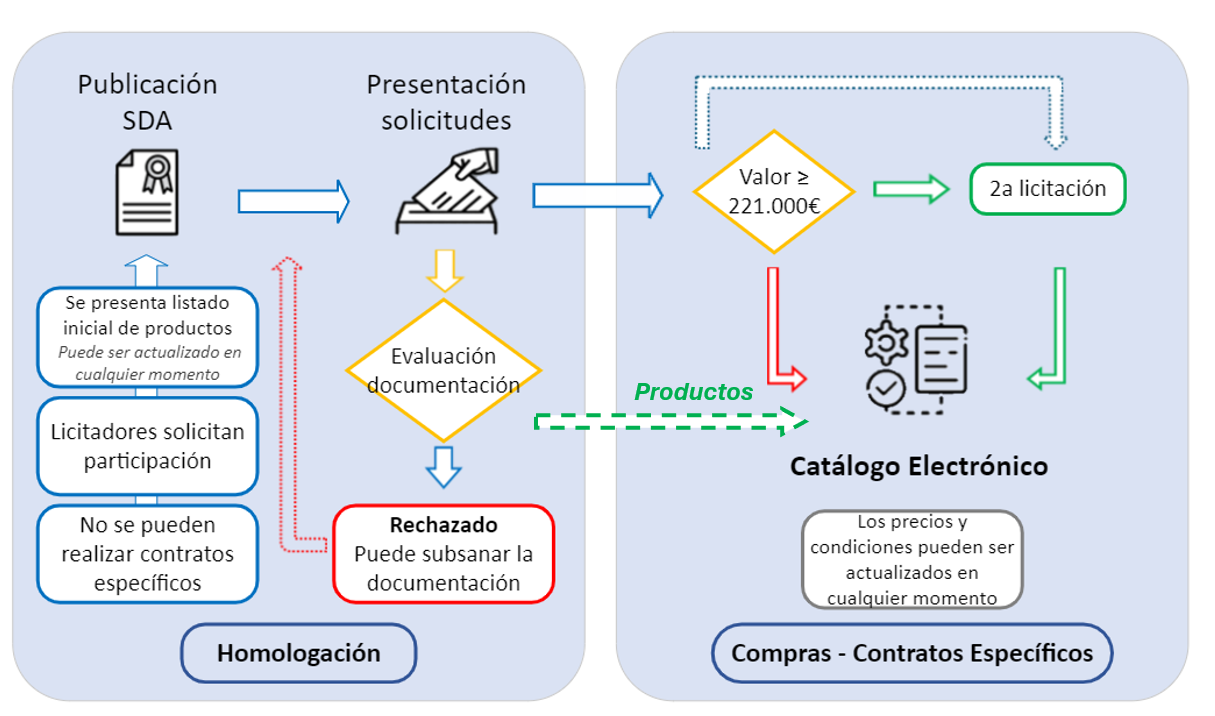 Publicación
SDA
Presentación
solicitudes
Se presenta listado
inicial de productos
Puede ser actualizado en
cualquier momento
Licitadores solicitan
participación
No se pueden
realizar contratos
específicos
Evaluación
documentación
Rechazado
Puede subsanar la
documentación
Homologación
Productos
Valor ≥
221.000€
2a licitación
Catálogo Electrónico
Los precios y
condiciones pueden ser
actualizados en
cualquier momento
Compras - Contratos Específicos